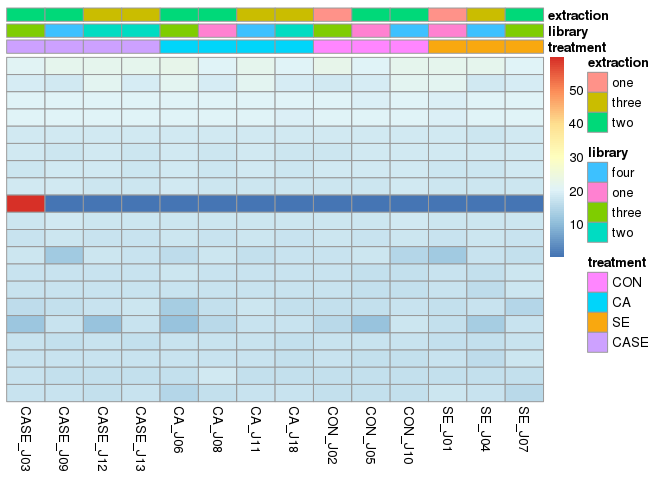 extraction
library
treatment
extraction
one
three
two
library
four
one
three
two
treatment
CON
CA
SE
CASE
50
40
30
20
10
CASE_J03
CASE_J09
CASE_J12
CASE_J13
CA_J06
CA_J08
CA_J11
CA_J18
CON_J02
CON_J05
CON_J10
SE_J01
SE_J04
SE_J07